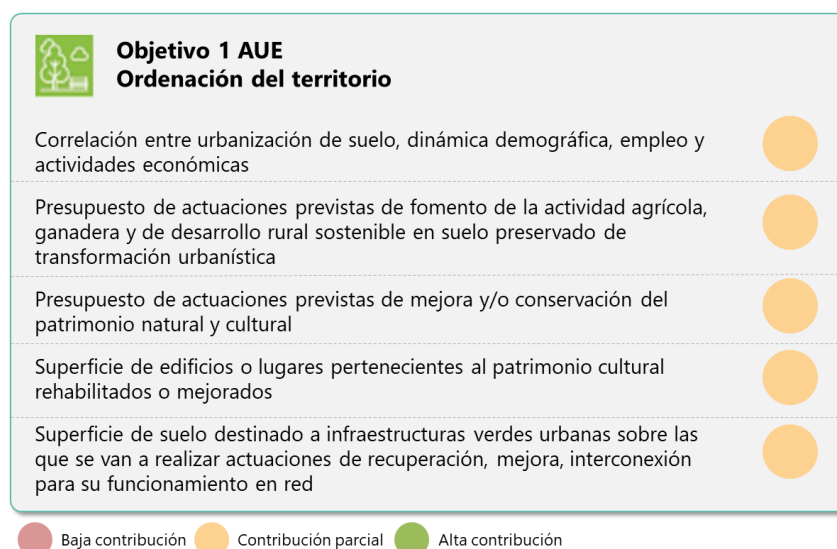 Objetivo 1 AUE
Ordenación del territorio
Correlación entre urbanización de suelo, dinámica demográfica, empleo y
actividades económicas
Presupuesto de actuaciones previstas de fomento de la actividad agrícola,
ganadera y de desarrollo rural sostenible en suelo preservado de
transformación urbanística
Presupuesto de actuaciones previstas de mejora y/o conservación del
patrimonio natural y cultural
Superficie de edificios o lugares pertenecientes al patrimonio cultural
rehabilitados o mejorados
Superficie de suelo destinado a infraestructuras verdes urbanas sobre las
que se van a realizar actuaciones de recuperación, mejora, interconexión
para su funcionamiento en red
Baja contribución Contribución parcial Alta contribución